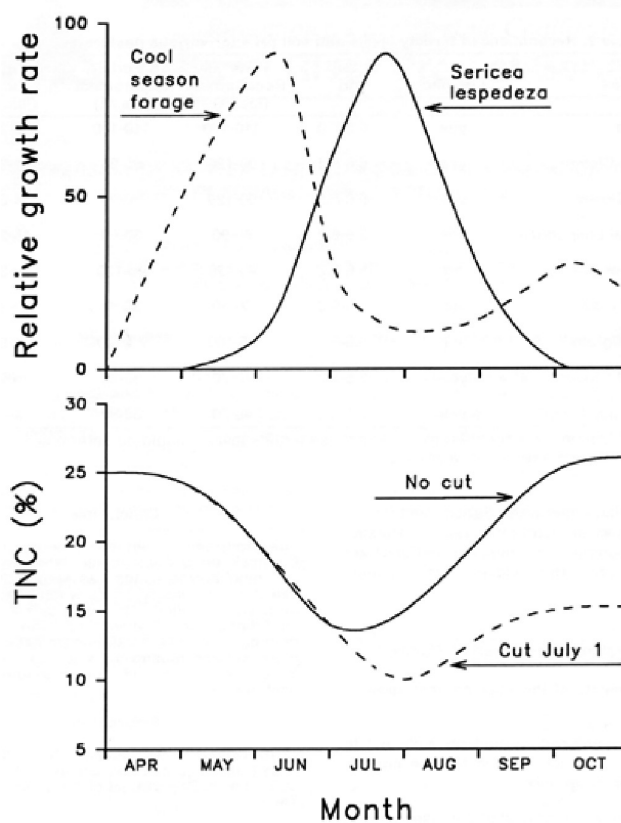 100
Cool
season
forage
Sericea
lespedeza
50
0
Relative growth rate
30
25
20
15
10
5
TNC (%)
No cut
Cut July 1
APR MAY JUN JUL AUG SEP OCT
Month